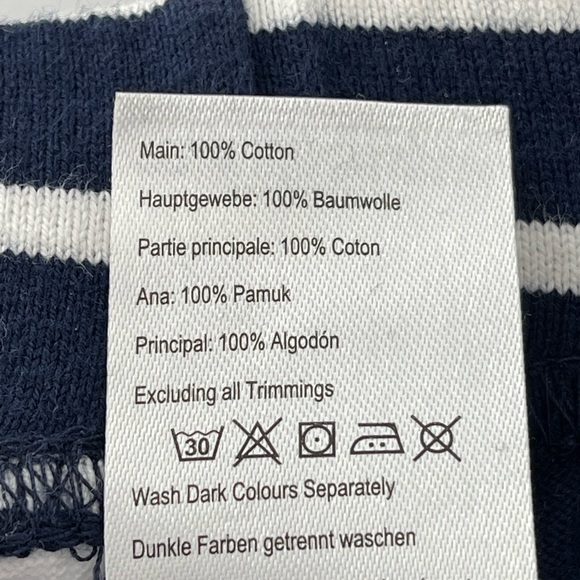 Main: 100% Cotton
Hauptgewebe: 100% Baumwolle
Partie principale: 100% Coton
Ana: 100% Pamuk
Principal: 100% Algodón
Excluding all Trimmings
30
Wash Dark Colours Separately
Dunkle Farben getrennt waschen